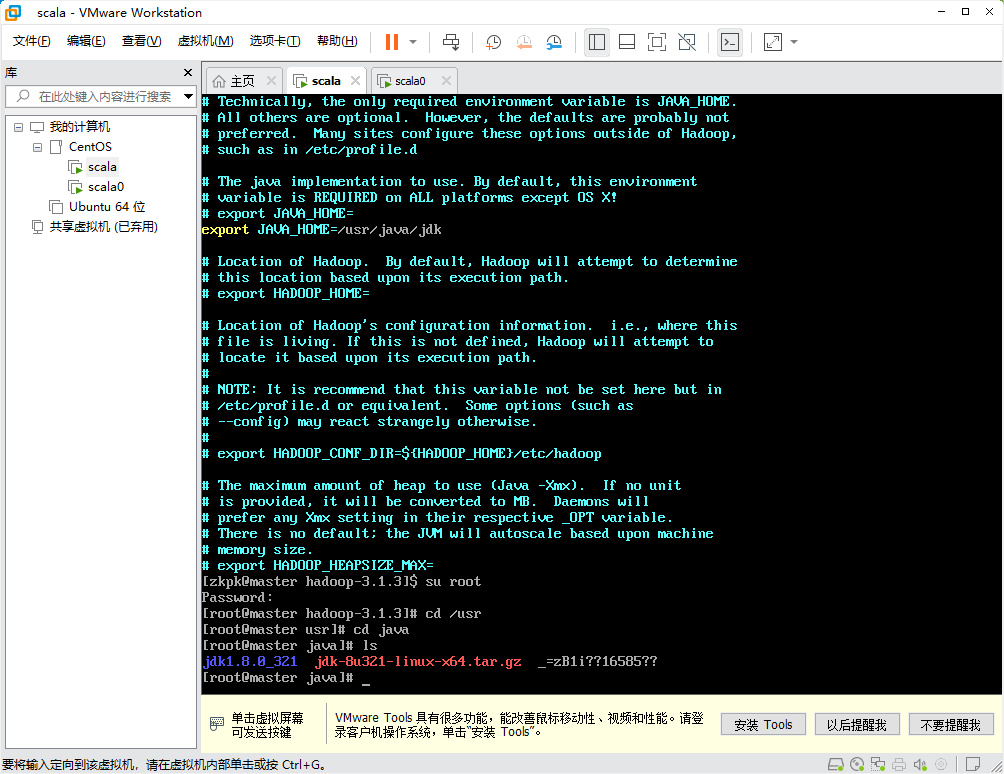 scala - VMware Workstation
文件(F) 编辑(E) 查看(V) 虚拟机(M) 选项卡(T) 帮助(H)
库
在此处键入内容进行搜索
我的计算机
CentOS
scala
scala0
Ubuntu 64 位
共享虚拟机 (已弃用)
主页 scala scala0
# Technically, the only required environment variable is JAVA_HOME.
# All others are optional.  However, the defaults are probably not
# preferred.  Many sites configure these options outside of Hadoop,
# such as in /etc/profile.d
# The java implementation to use. By default, this environment
# variable is REQUIRED on ALL platforms except OS X!
# export JAVA_HOME=
export JAVA_HOME=/usr/java/jdk
# Location of Hadoop.  By default, Hadoop will attempt to determine
# this location based upon its execution path.
# export HADOOP_HOME=
# Location of Hadoop's configuration information.  i.e., where this
# file is living. If this is not defined, Hadoop will attempt to
# locate it based upon its execution path.
#
# NOTE: It is recommend that this variable not be set here but in
# /etc/profile.d or equivalent.  Some options (such as
# --config) may react strangely otherwise.
#
# export HADOOP_CONF_DIR=${HADOOP_HOME}/etc/hadoop
# The maximum amount of heap to use (Java -Xmx).  If no unit
# is provided, it will be converted to MB.  Daemons will
# prefer any Xmx setting in their respective _OPT variable.
# There is no default; the JVM will autoscale based upon machine
# memory size.
# export HADOOP_HEAPSIZE_MAX=
[zkpk@master hadoop-3.1.3]$ su root
Password:
[root@master hadoop-3.1.3]# cd /usr
[root@master usr]# cd java
[root@master java]# ls
jdk1.8.0_321  jdk-8u321-linux-x64.tar.gz  _=zB1i??16585??
[root@master java]# _
单击虚拟屏幕
可发送按键
VMware Tools 具有很多功能，能改善鼠标移动性、视频和性能。请登
录客户机操作系统，单击"安装 Tools"。
安装 Tools 以后提醒我 不要提醒我
要将输入定向到该虚拟机，请在虚拟机内部单击或按 Ctrl+G。